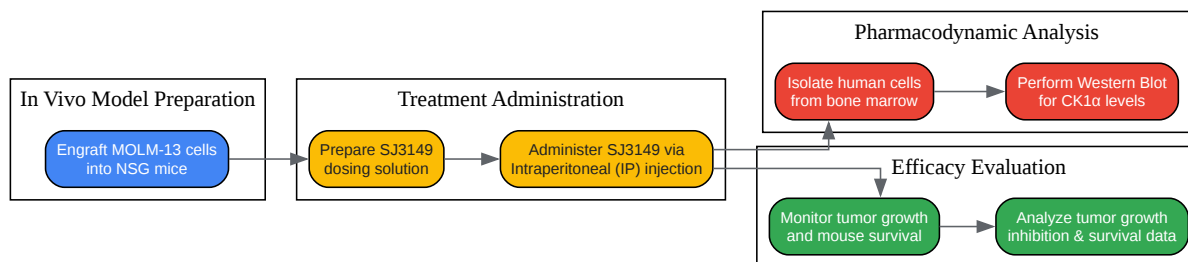 In Vivo Model Preparation
Engraft MOLM-13 cells
into NSG mice
Treatment Administration
Prepare SJ3149
dosing solution
Administer SJ3149 via
Intraperitoneal (IP) injection
Pharmacodynamic Analysis
Isolate human cells
from bone marrow
Perform Western Blot
for CK1α levels
Efficacy Evaluation
Monitor tumor growth
and mouse survival
Analyze tumor growth
inhibition & survival data